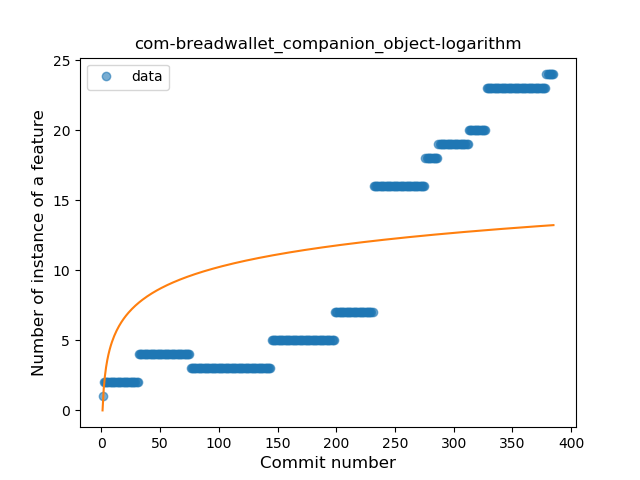 com-breadwallet_companion_object-logarithm
data
Number of instance of a feature
25
20
15
10
5
0
0 50 100 150 200 250 300 350 400
Commit number